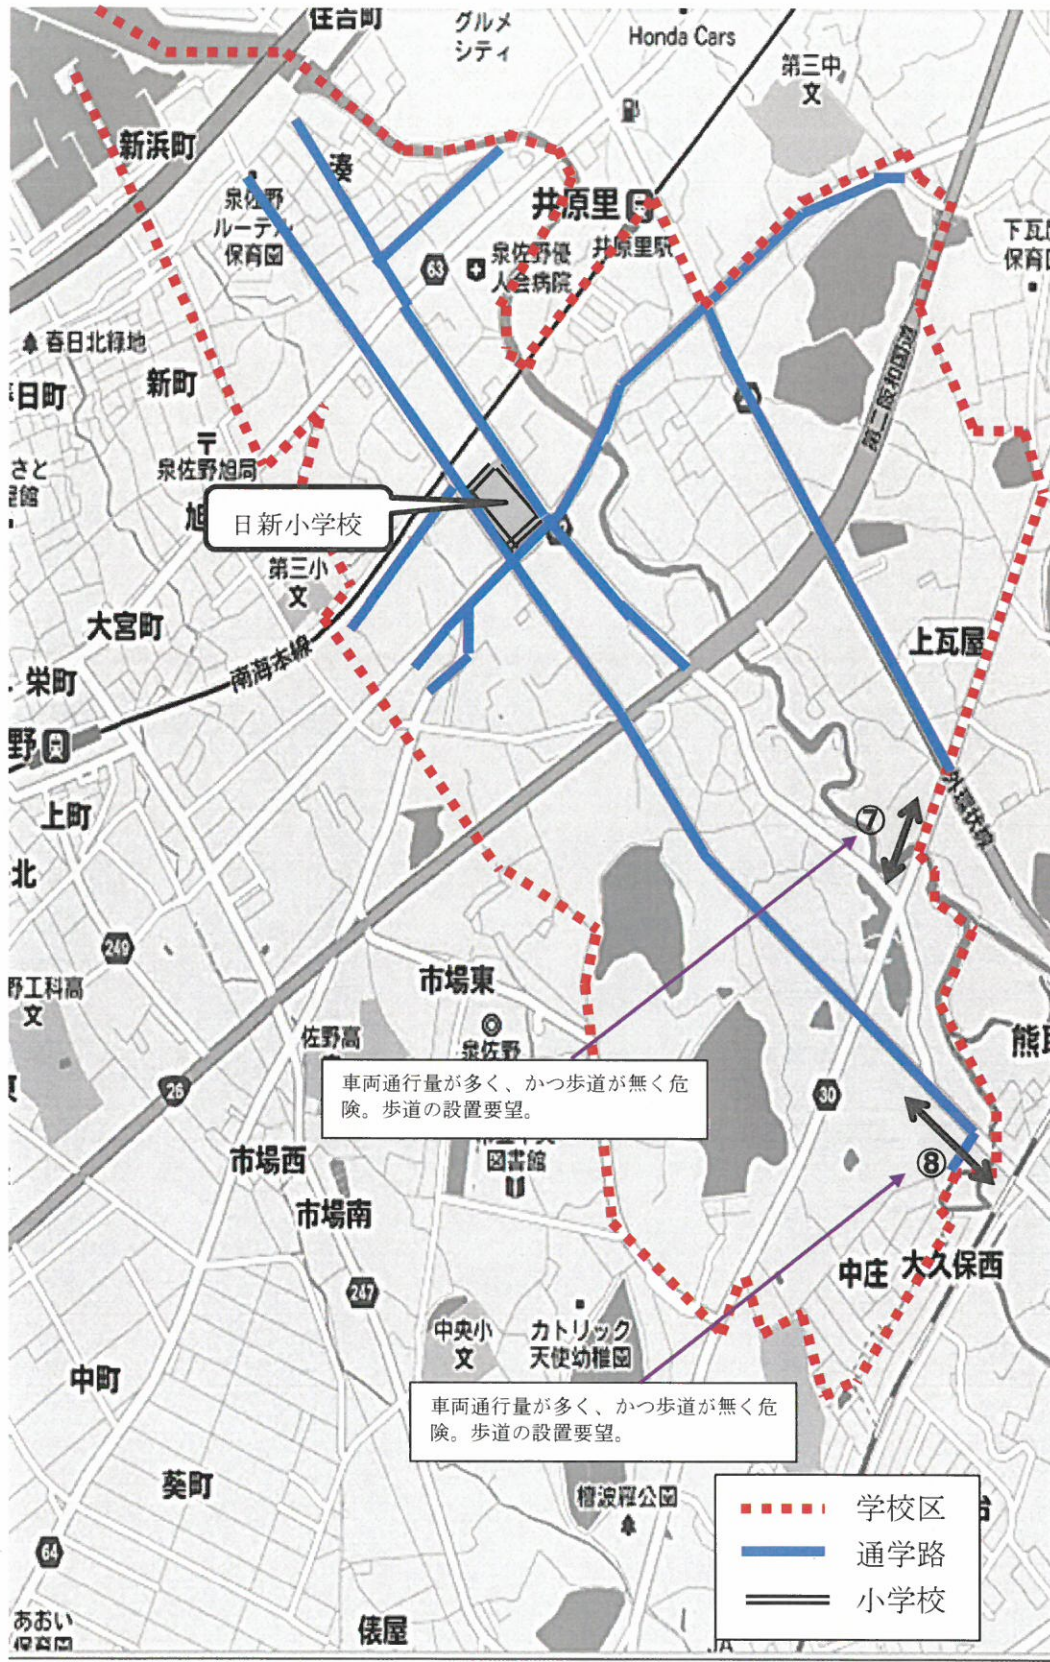 住吉町
グルメ
シティ
Honda Cars
第三中
文
新浜町
湊
泉佐野
ルーテル
保育園
井原里
井原里駅
63
泉佐野優
人会病院
保育園
春日北緑地
新町
日町
泉佐野旭局
さと
日新小学校
第二阪和国道
第三小
文
大宮町
南海本線
栄町
上瓦屋
野
上町
北
外環状線
⑦
249
野工科高
文
市場東
佐野高
泉佐野
26
30
車両通行量が多く、かつ歩道が無く危
険。歩道の設置要望。
図書館
⑧
市場西
市場南
中庄
大久保西
247
中央小
文
カトリック
天使幼稚園
中町
車両通行量が多く、かつ歩道が無く危
険。歩道の設置要望。
葵町
檀波羅公園
64
学校区
通学路
小学校
あおい
保育園
俵屋